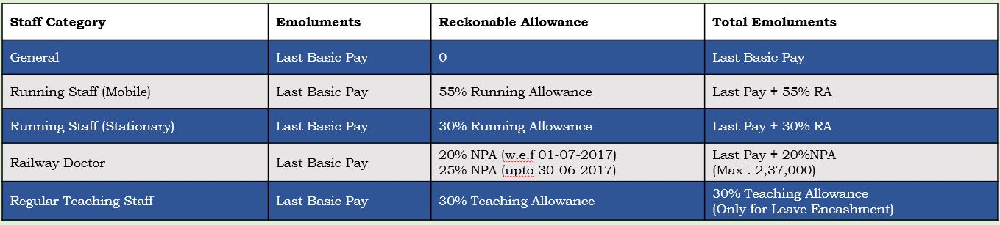 Staff Category Emoluments Reckonable Allowance Total Emoluments
General Last Basic Pay 0 Last Basic Pay
Running Staff (Mobile) Last Basic Pay 55% Running Allowance Last Pay + 55% RA
Running Staff (Stationary) Last Basic Pay 30% Running Allowance Last Pay + 30% RA
Railway Doctor Last Basic Pay 20% NPA (w.e.f 01-07-2017) Last Pay + 20%NPA
25% NPA (upto 30-06-2017) (Max . 2,37,000)
Regular Teaching Staff Last Basic Pay 30% Teaching Allowance 30% Teaching Allowance
(Only for Leave Encashment)